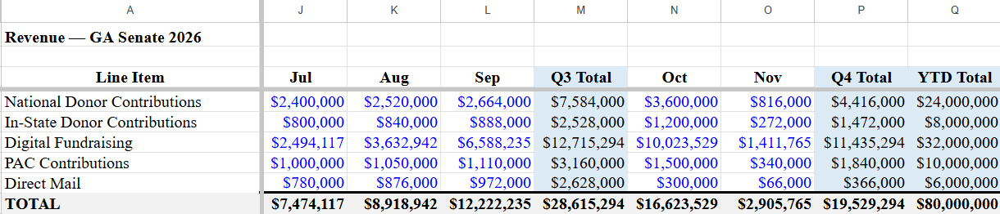 A J K L M N O P Q
Revenue — GA Senate 2026
Line Item Jul Aug Sep Q3 Total Oct Nov Q4 Total YTD Total
National Donor Contributions $2,400,000 $2,520,000 $2,664,000 $7,584,000 $3,600,000 $816,000 $4,416,000 $24,000,000
In-State Donor Contributions $800,000 $840,000 $888,000 $2,528,000 $1,200,000 $272,000 $1,472,000 $8,000,000
Digital Fundraising $2,494,117 $3,632,942 $6,588,235 $12,715,294 $10,023,529 $1,411,765 $11,435,294 $32,000,000
PAC Contributions $1,000,000 $1,050,000 $1,110,000 $3,160,000 $1,500,000 $340,000 $1,840,000 $10,000,000
Direct Mail $780,000 $876,000 $972,000 $2,628,000 $300,000 $66,000 $366,000 $6,000,000
TOTAL $7,474,117 $8,918,942 $12,222,235 $28,615,294 $16,623,529 $2,905,765 $19,529,294 $80,000,000